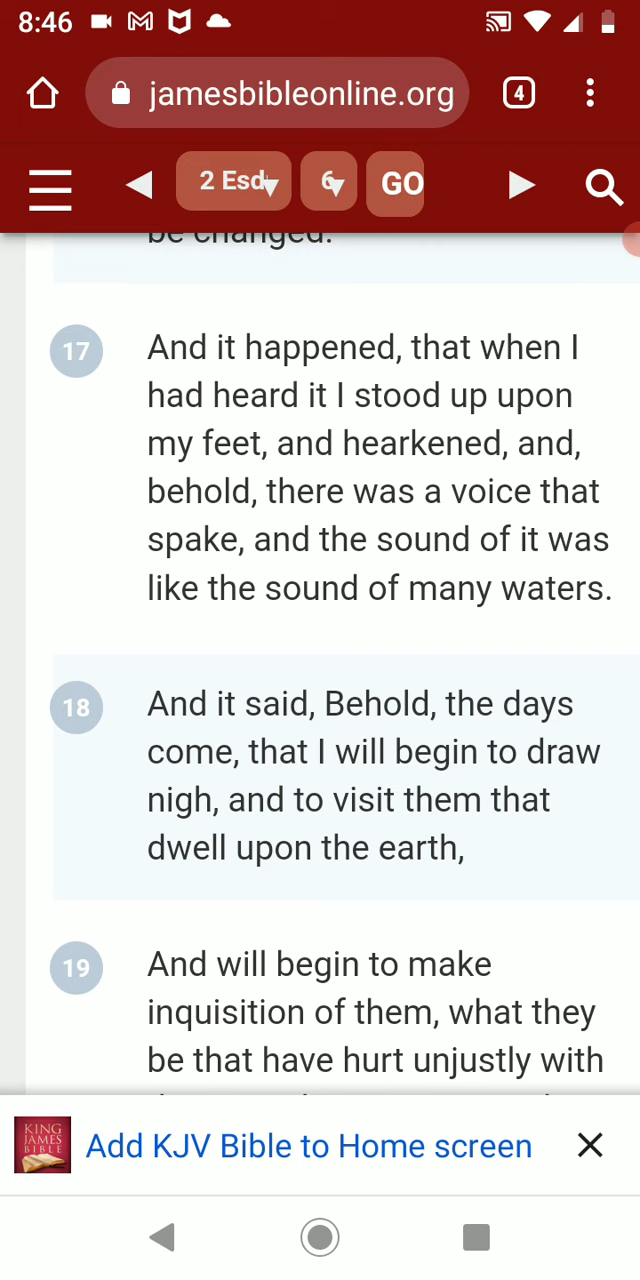 8:46
jamesbibleonline.org
4
2 Esd
6
GO
be changed.
17
And it happened, that when I
had heard it I stood up upon
my feet, and hearkened, and,
behold, there was a voice that
spake, and the sound of it was
like the sound of many waters.
18
And it said, Behold, the days
come, that I will begin to draw
nigh, and to visit them that
dwell upon the earth,
19
And will begin to make
inquisition of them, what they
be that have hurt unjustly with
KING
JAMES
BIBLE
Add KJV Bible to Home screen